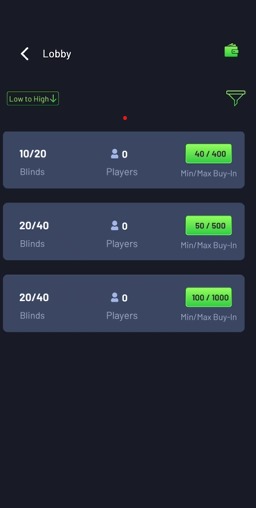 Lobby
Low to High↓
10/20
0
40 / 400
Blinds
Players
Min/Max Buy-In
20/40
0
50 / 500
Blinds
Players
Min/Max Buy-In
20/40
0
100 / 1000
Blinds
Players
Min/Max Buy-In